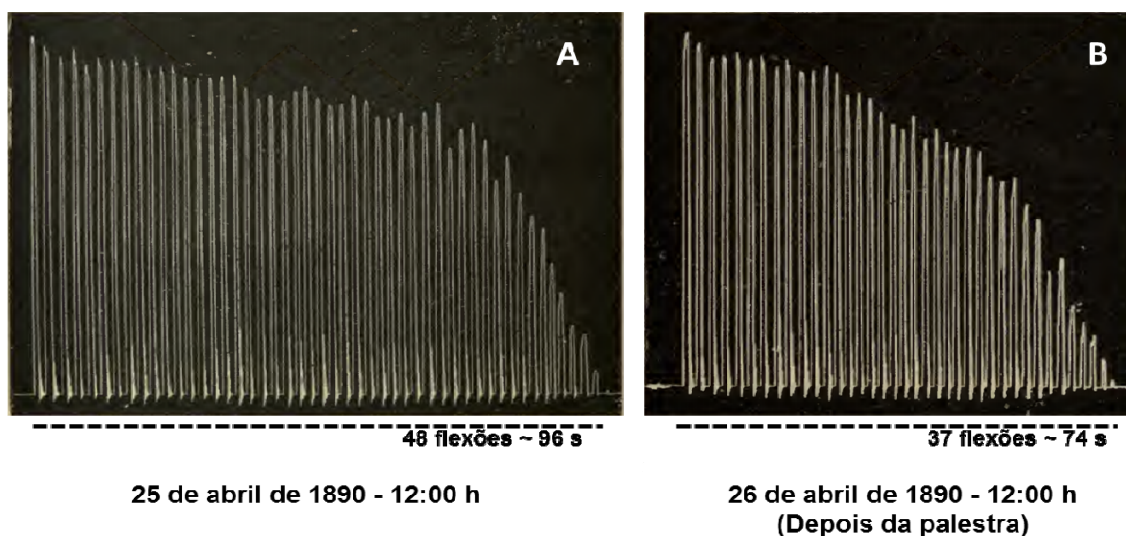 A
B
48 flexões ~ 96 s
37 flexões ~ 74 s
25 de abril de 1890 - 12:00 h
26 de abril de 1890 - 12:00 h
(Depois da palestra)